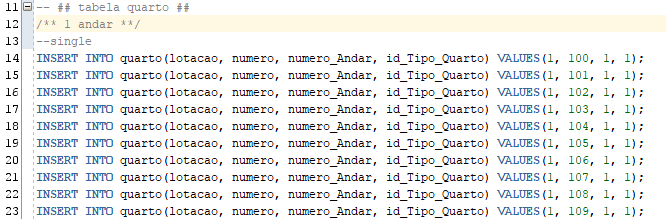 11 -- ## tabela quarto ##
12 /** 1 andar **/
13 --single
14 INSERT INTO quarto(lotacao, numero, numero_Andar, id_Tipo_Quarto) VALUES(1, 100, 1, 1);
15 INSERT INTO quarto(lotacao, numero, numero_Andar, id_Tipo_Quarto) VALUES(1, 101, 1, 1);
16 INSERT INTO quarto(lotacao, numero, numero_Andar, id_Tipo_Quarto) VALUES(1, 102, 1, 1);
17 INSERT INTO quarto(lotacao, numero, numero_Andar, id_Tipo_Quarto) VALUES(1, 103, 1, 1);
18 INSERT INTO quarto(lotacao, numero, numero_Andar, id_Tipo_Quarto) VALUES(1, 104, 1, 1);
19 INSERT INTO quarto(lotacao, numero, numero_Andar, id_Tipo_Quarto) VALUES(1, 105, 1, 1);
20 INSERT INTO quarto(lotacao, numero, numero_Andar, id_Tipo_Quarto) VALUES(1, 106, 1, 1);
21 INSERT INTO quarto(lotacao, numero, numero_Andar, id_Tipo_Quarto) VALUES(1, 107, 1, 1);
22 INSERT INTO quarto(lotacao, numero, numero_Andar, id_Tipo_Quarto) VALUES(1, 108, 1, 1);
23 INSERT INTO quarto(lotacao, numero, numero_Andar, id_Tipo_Quarto) VALUES(1, 109, 1, 1);